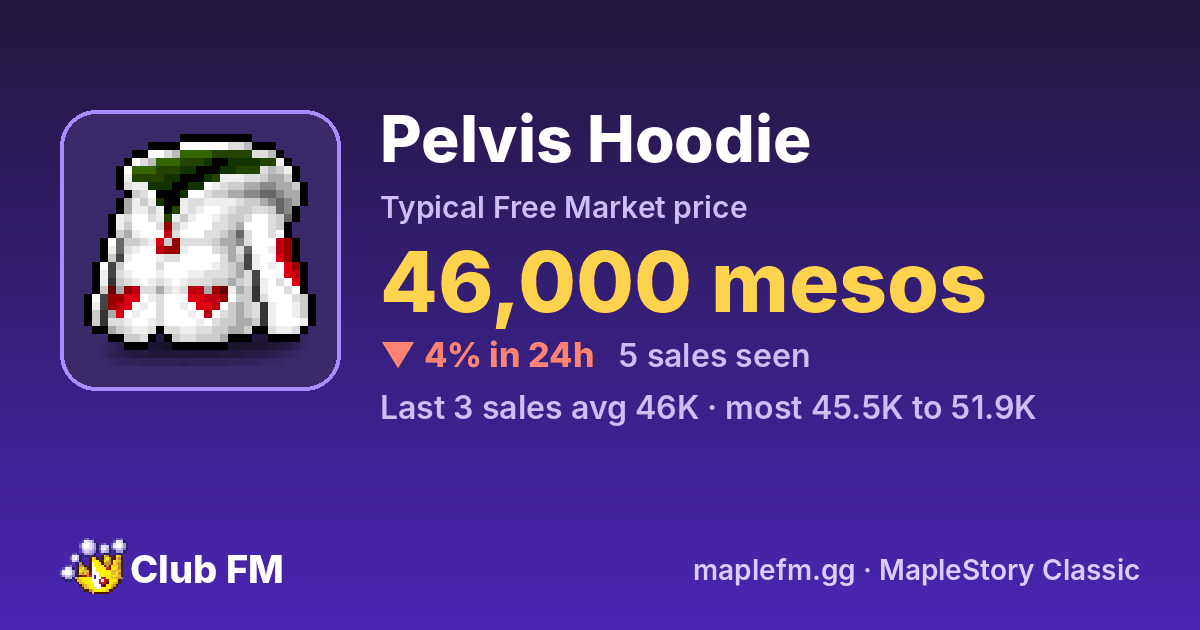 Pelvis Hoodie
Typical Free Market price
46,000 mesos
▼ 4% in 24h 5 sales seen
Last 3 sales avg 46K · most 45.5K to 51.9K
Club FM
maplefm.gg · MapleStory Classic